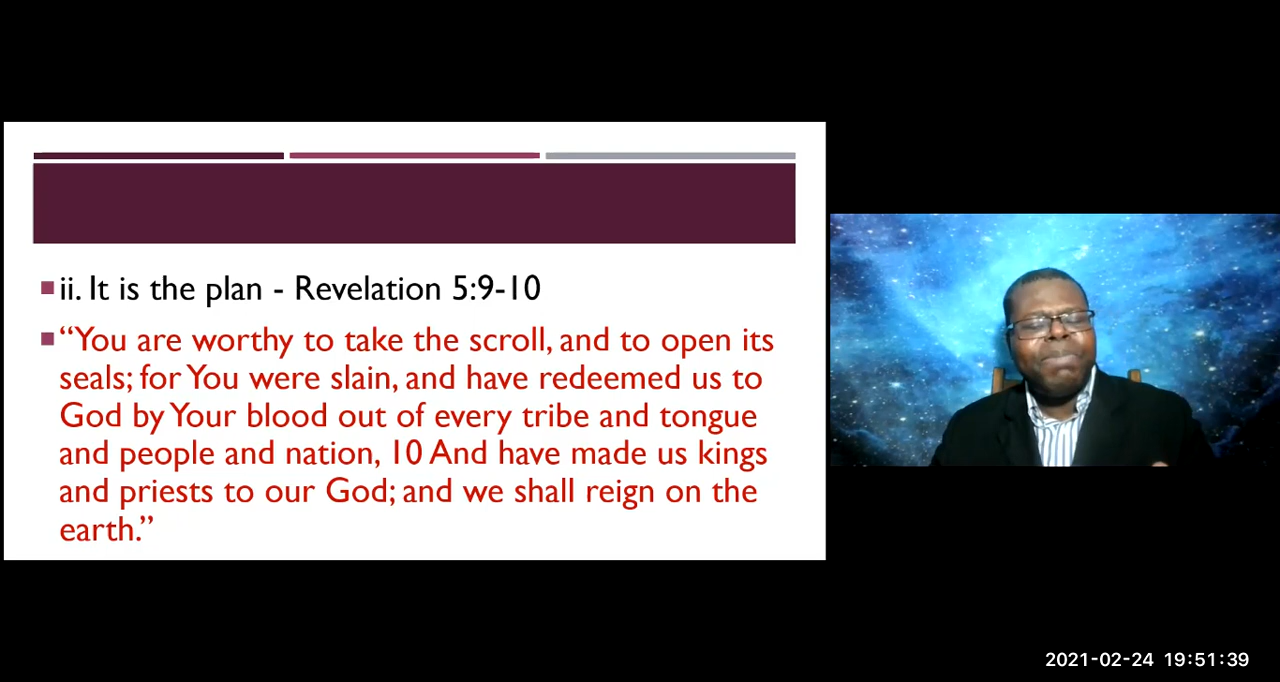 ii. It is the plan - Revelation 5:9-10
“You are worthy to take the scroll, and to open its
seals; for You were slain, and have redeemed us to
God by Your blood out of every tribe and tongue
and people and nation, 10 And have made us kings
and priests to our God; and we shall reign on the
earth.”
2021-02-24 19:51:39